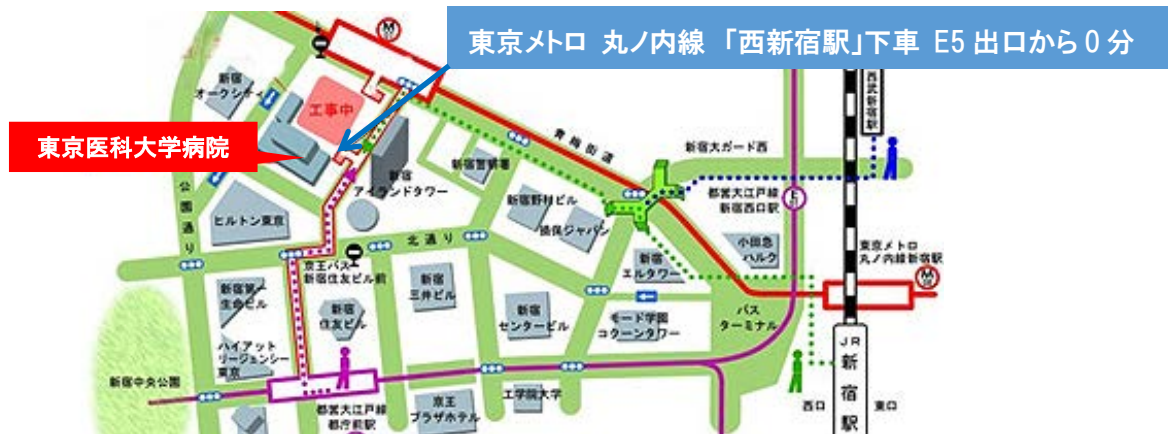 東京メトロ 丸ノ内線 「西新宿駅」下車 E5 出口から0分
M
新宿
オークシティ
工事中
東京医科大学病院
西武新宿駅
青梅街道
新宿大ガード西
新宿警察署
新宿
アイランドタワー
公園通り
ヒルトン東京
新宿野村ビル
損保ジャパン
都営大江戸線
新宿西口駅
E
小田急
ハルク
東京メトロ
丸ノ内線新宿駅
M
北通り
京王バス
新宿住友ビル前
新宿
エルタワー
新宿第一
生命ビル
新宿
住友ビル
新宿
三井ビル
新宿
センタービル
モード学園
コクーンタワー
バス
ターミナル
ハイアット
リージェンシー
東京
新宿中央公園
JR
新宿駅
西口
東口
都営大江戸線
都庁前駅
京王
プラザホテル
工学院大学